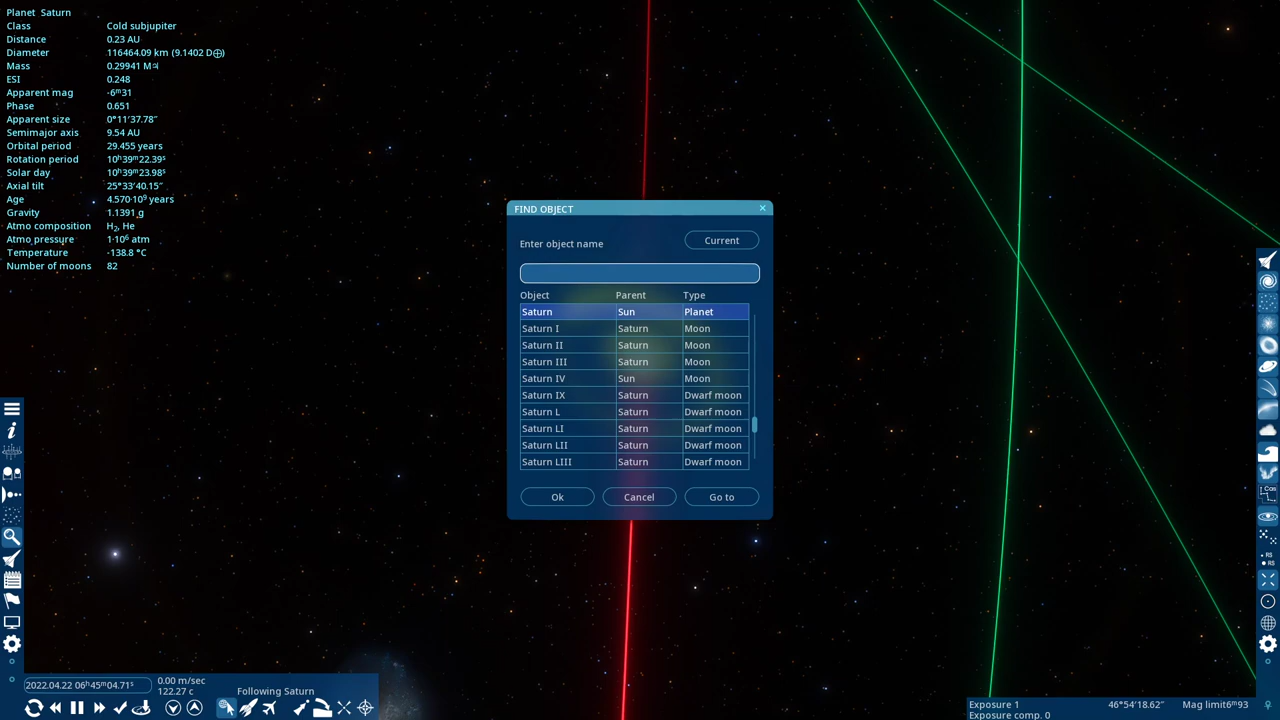 Planet Saturn
Class Cold subjupiter
Distance 0.23 AU
Diameter 116464.09 km (9.1402 D⊕)
Mass 0.29941 M♃
ESI 0.248
Apparent mag -6ᵐ31
Phase 0.651
Apparent size 0°11′37.78″
Semimajor axis 9.54 AU
Orbital period 29.455 years
Rotation period 10ʰ39ᵐ22.39ˢ
Solar day 10ʰ39ᵐ23.98ˢ
Axial tilt 25°33′40.15″
Age 4.570·10⁹ years
Gravity 1.1391 g
Atmo composition H₂, He
Atmo pressure 1·10⁶ atm
Temperature -138.8 °C
Number of moons 82
FIND OBJECT
Enter object name Current
Object Parent Type
Saturn Sun Planet
Saturn I Saturn Moon
Saturn II Saturn Moon
Saturn III Saturn Moon
Saturn IV Sun Moon
Saturn IX Saturn Dwarf moon
Saturn L Saturn Dwarf moon
Saturn LI Saturn Dwarf moon
Saturn LII Saturn Dwarf moon
Saturn LIII Saturn Dwarf moon
Ok Cancel Go to
2022.04.22 06ʰ45ᵐ04.71ˢ
0.00 m/sec
122.27 c Following Saturn
RS
RS
Exposure 1 46°54′18.62″ Mag limit6ᵐ93
Exposure comp. 0